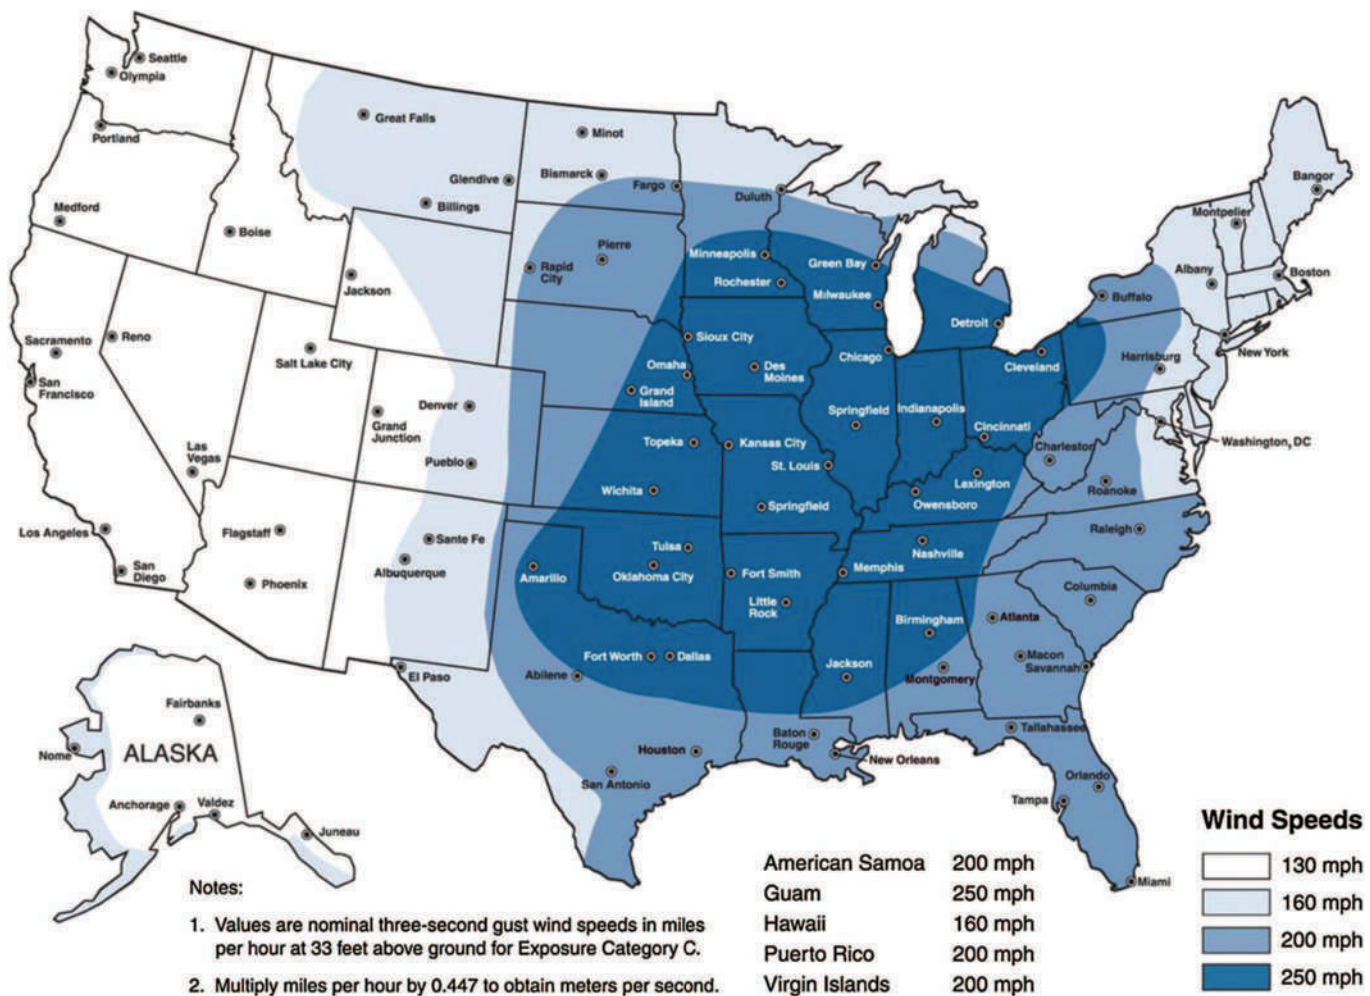 Seattle
Olympia
Portland
Medford
Great Falls
Glendive
Billings
Minot
Bismarck
Fargo
Duluth
Bangor
Montpelier
Boise
Jackson
Pierre
Rapid
City
Minneapolis
Rochester
Green Bay
Milwaukee
Albany
Boston
Buffalo
Detroit
Sacramento
Reno
San
Francisco
Salt Lake City
Sioux City
Omaha
Des
Moines
Grand
Island
Chicago
Cleveland
Harrisburg
New York
Denver
Grand
Junction
Pueblo
Springfield
Indianapolis
Cincinnati
Washington, DC
Las
Vegas
Topeka
Kansas City
St. Louis
Charleston
Lexington
Owensboro
Roanoke
Wichita
Springfield
Los Angeles
San
Diego
Flagstaff
Phoenix
Sante Fe
Albuquerque
Amarillo
Tulsa
Oklahoma City
Fort Smith
Little
Rock
Memphis
Nashville
Raleigh
Columbia
Birmingham
Atlanta
Fort Worth
Dallas
Jackson
Macon
Savannah
Montgomery
El Paso
Abilene
Houston
San Antonio
Baton
Rouge
New Orleans
Tallahassee
Orlando
Tampa
Miami
Fairbanks
Nome
ALASKA
Anchorage
Valdez
Juneau
Notes:
1. Values are nominal three-second gust wind speeds in miles
per hour at 33 feet above ground for Exposure Category C.
2. Multiply miles per hour by 0.447 to obtain meters per second.
American Samoa 200 mph
Guam 250 mph
Hawaii 160 mph
Puerto Rico 200 mph
Virgin Islands 200 mph
Wind Speeds
130 mph
160 mph
200 mph
250 mph